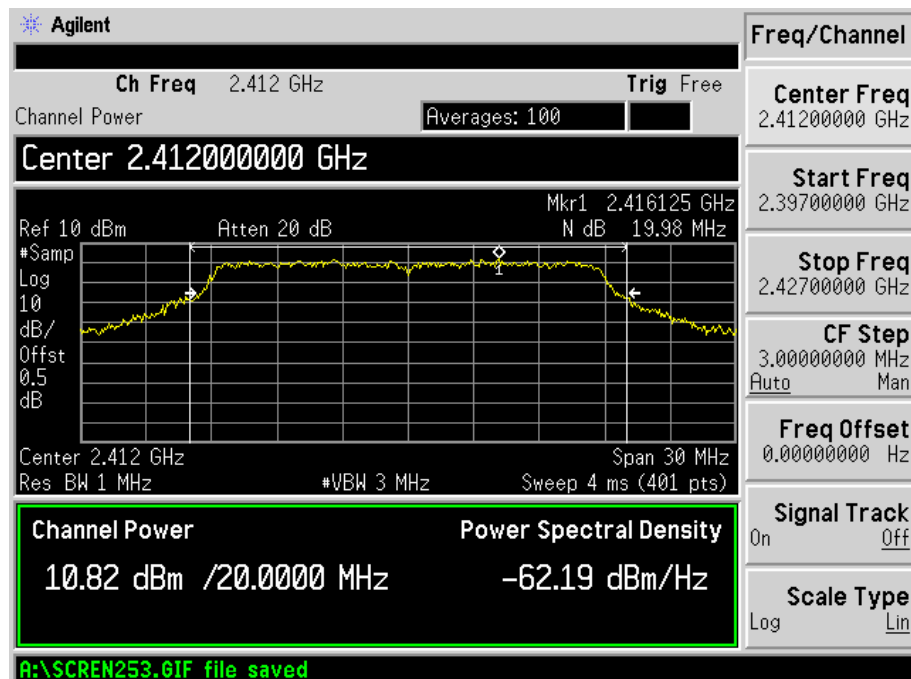 Agilent
Freq/Channel
Ch Freq 2.412 GHz Trig Free
Channel Power Averages: 100
Center 2.412000000 GHz
Mkr1 2.416125 GHz
Ref 10 dBm Atten 20 dB N dB 19.98 MHz
#Samp
Log
10
dB/
Offst
0.5
dB
1
Center 2.412 GHz Span 30 MHz
Res BW 1 MHz #VBW 3 MHz Sweep 4 ms (401 pts)
Channel Power Power Spectral Density
10.82 dBm /20.0000 MHz -62.19 dBm/Hz
A:\SCREN253.GIF file saved
Center Freq
2.41200000 GHz
Start Freq
2.39700000 GHz
Stop Freq
2.42700000 GHz
CF Step
3.00000000 MHz
Auto Man
Freq Offset
0.00000000 Hz
Signal Track
On Off
Scale Type
Log Lin